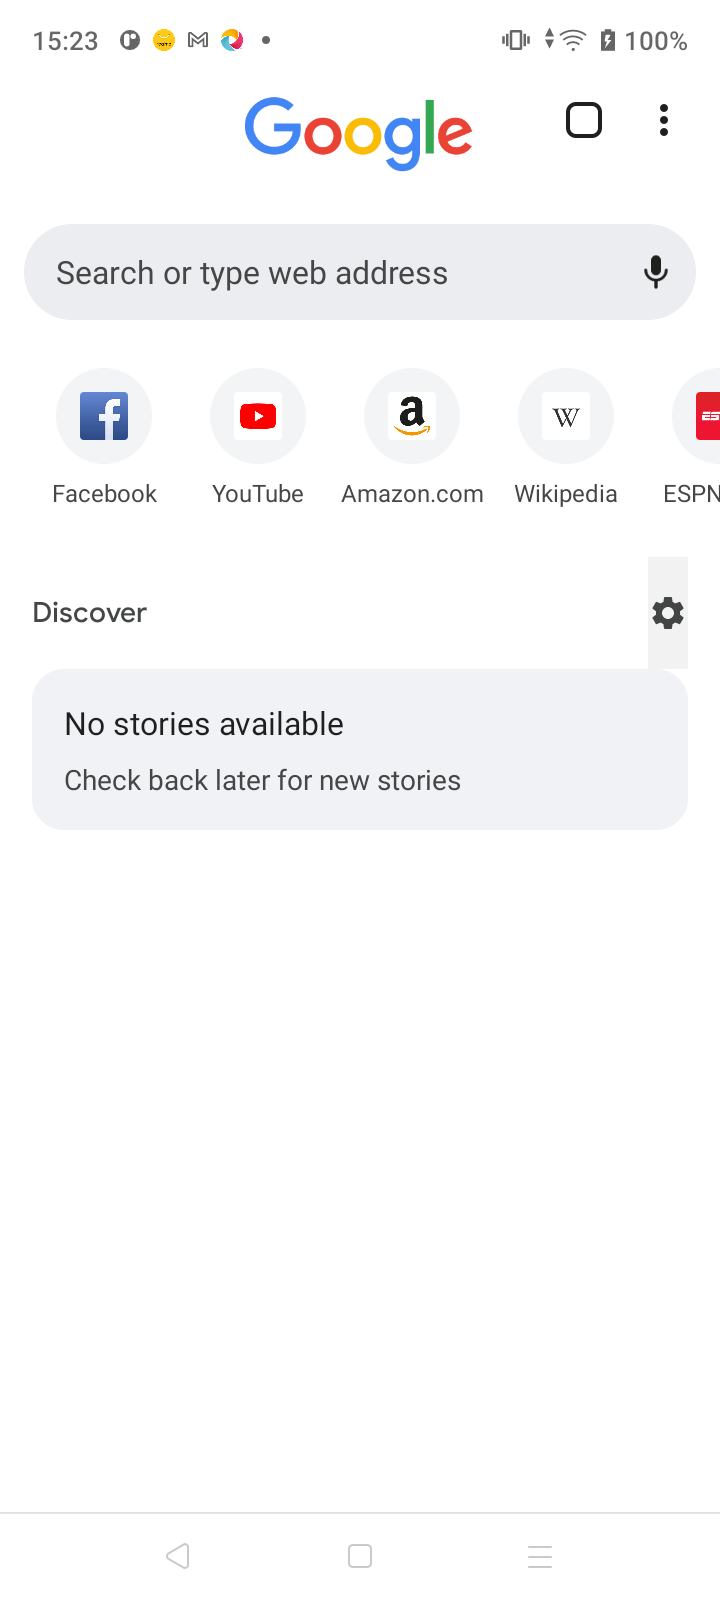 15:23 100%
Google
Search or type web address
Facebook YouTube Amazon.com Wikipedia ESPN
Discover
No stories available
Check back later for new stories